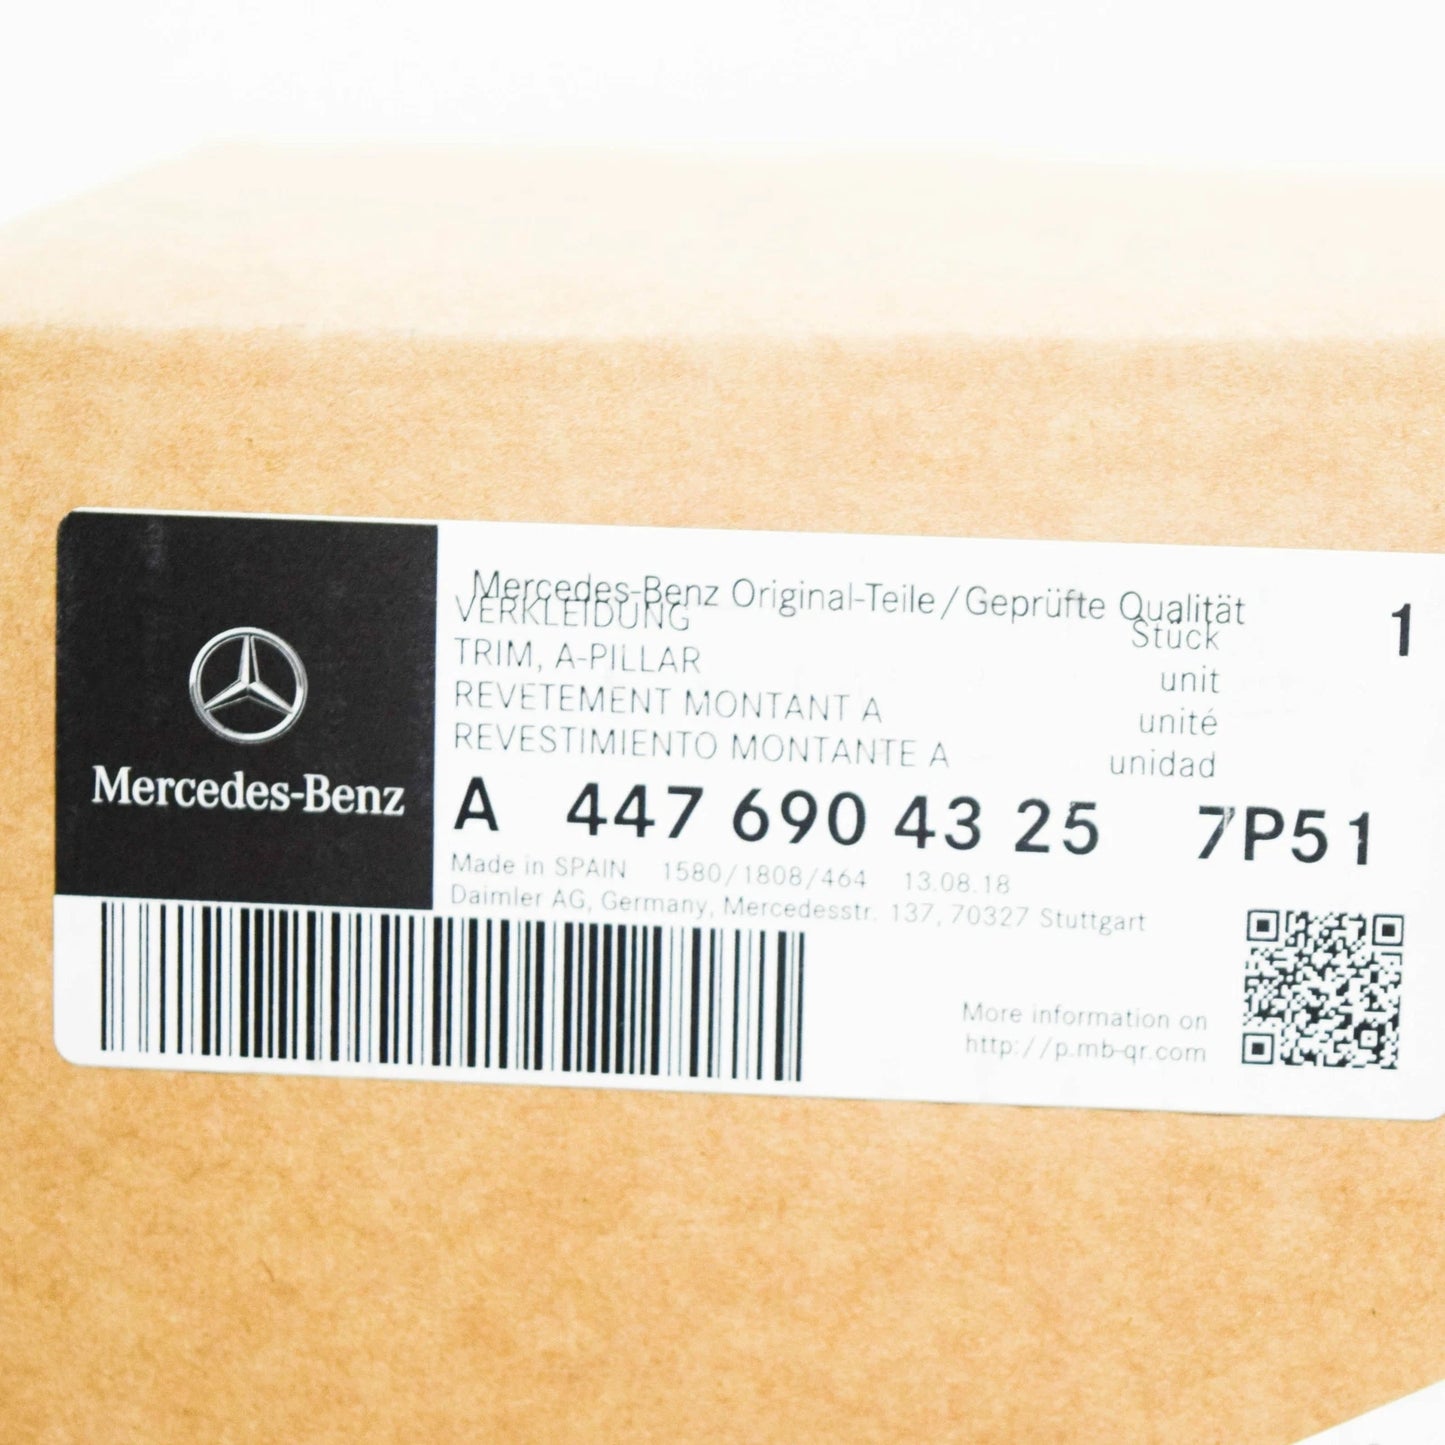 Mercedes-Benz
Mercedes-Benz Original-Teile/Geprüfte Qualität
VERKLEIDUNG Stück 1
TRIM, A-PILLAR unit
REVETEMENT MONTANT A unité
REVESTIMIENTO MONTANTE A unidad
A 447 690 43 25 7P51
Made in SPAIN 1580/1808/464 13.08.18
Daimler AG, Germany, Mercedesstr. 137, 70327 Stuttgart
More information on
http://p.mb-qr.com